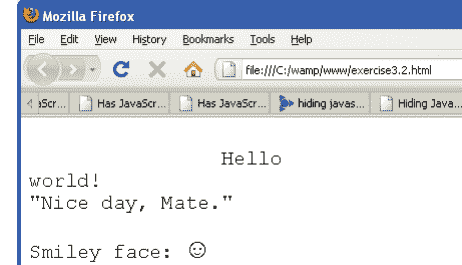 Mozilla Firefox
File Edit View History Bookmarks Tools Help
file:///C:/wamp/www/exercise3.2.html
aScr... Has JavaScr... Has JavaScr... hiding javas... Hiding Java...
Hello
world!
"Nice day, Mate."
Smiley face: ☺